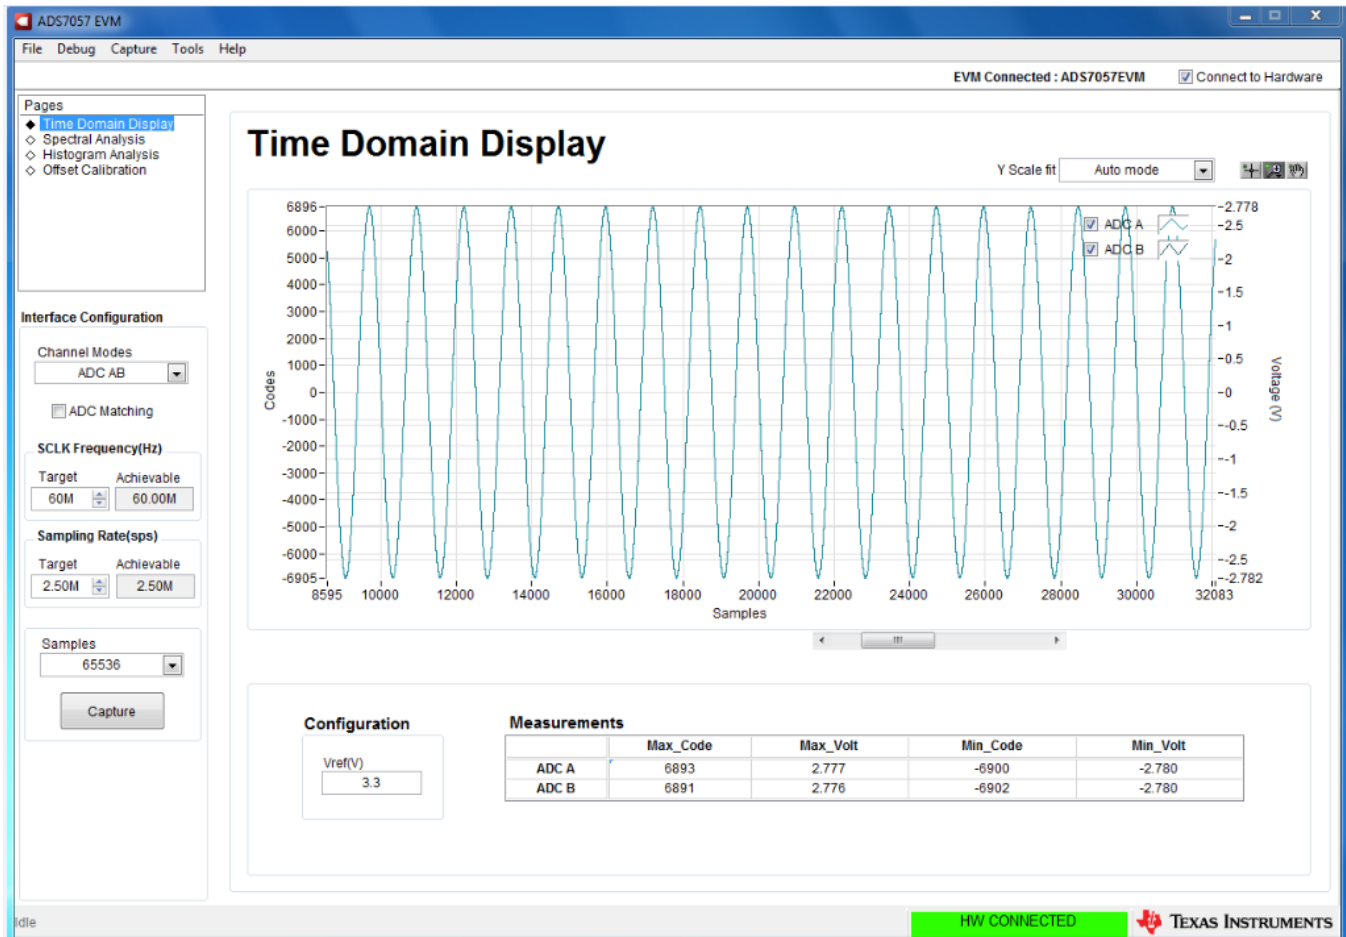 ADS7057 EVM
File Debug Capture Tools Help
EVM Connected : ADS7057EVM Connect to Hardware
Pages
Time Domain Display
Spectral Analysis
Histogram Analysis
Offset Calibration
Interface Configuration
Channel Modes
ADC AB
ADC Matching
SCLK Frequency(Hz)
Target Achievable
60M 60.00M
Sampling Rate(sps)
Target Achievable
2.50M 2.50M
Samples
65536
Capture
Time Domain Display
Y Scale fit Auto mode
6896
6000
5000
4000
3000
2000
1000
0
-1000
-2000
-3000
-4000
-5000
-6000
-6905
Codes
ADC A
ADC B
-2.778
-2.5
-2
-1.5
-1
-0.5
-0
--0.5
--1
--1.5
--2
--2.5
--2.782
Voltage (V)
8595 10000 12000 14000 16000 18000 20000 22000 24000 26000 28000 30000 32083
Samples
Configuration
Vref(V)
3.3
Measurements
Max_Code Max_Volt Min_Code Min_Volt
ADC A 6893 2.777 -6900 -2.780
ADC B 6891 2.776 -6902 -2.780
Idle
HW CONNECTED
TEXAS INSTRUMENTS